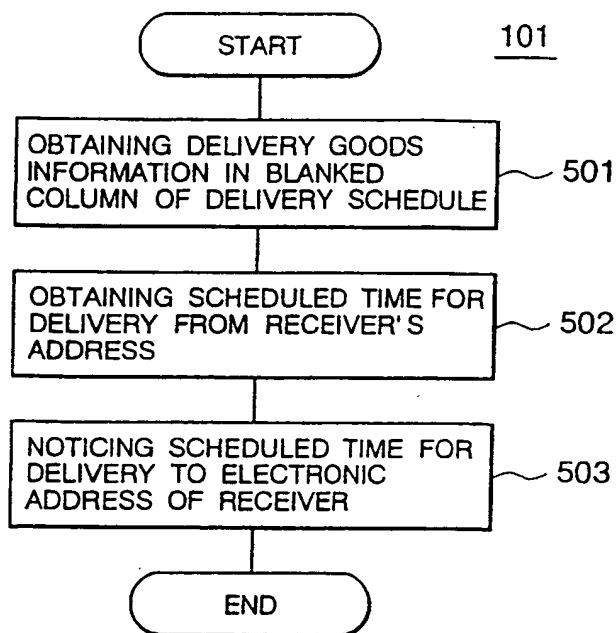 START
101
OBTAINING DELIVERY GOODS
INFORMATION IN BLANKED
COLUMN OF DELIVERY SCHEDULE
501
OBTAINING SCHEDULED TIME FOR
DELIVERY FROM RECEIVER'S
ADDRESS
502
NOTICING SCHEDULED TIME FOR
DELIVERY TO ELECTRONIC
ADDRESS OF RECEIVER
503
END